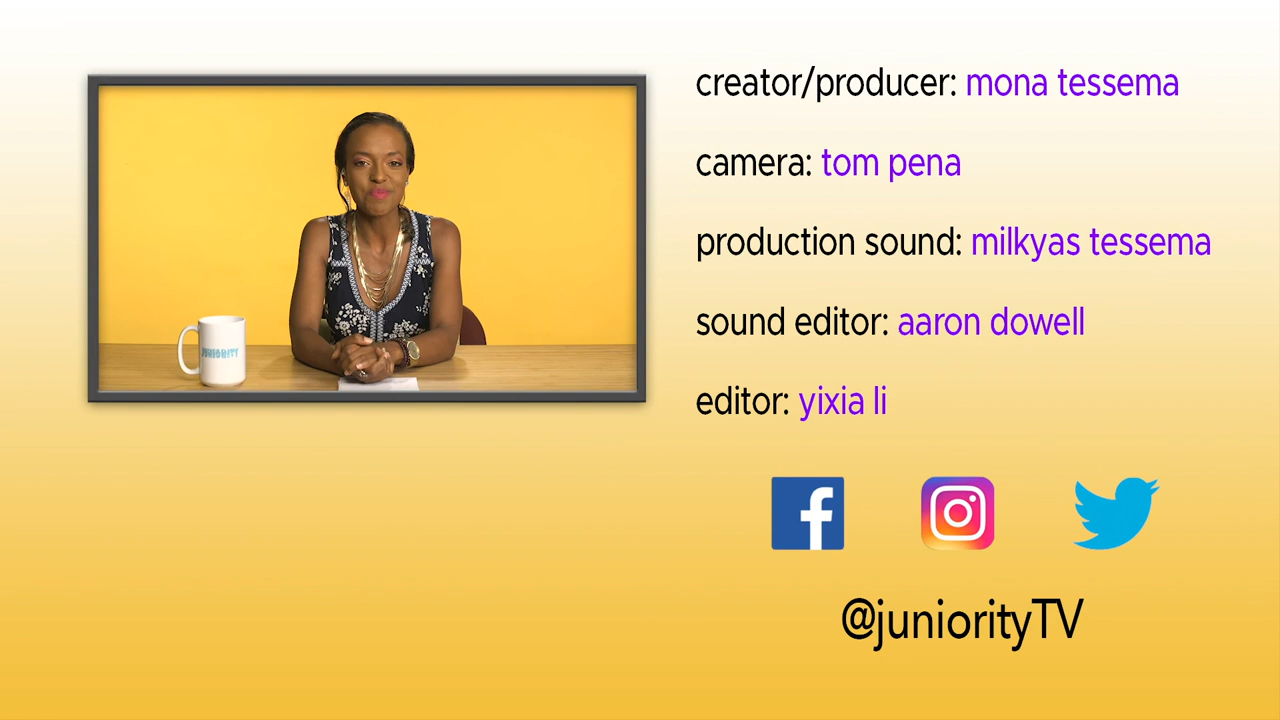 JUNIORITY
creator/producer: mona tessema
camera: tom pena
production sound: milkyas tessema
sound editor: aaron dowell
editor: yixia li
@juniorityTV